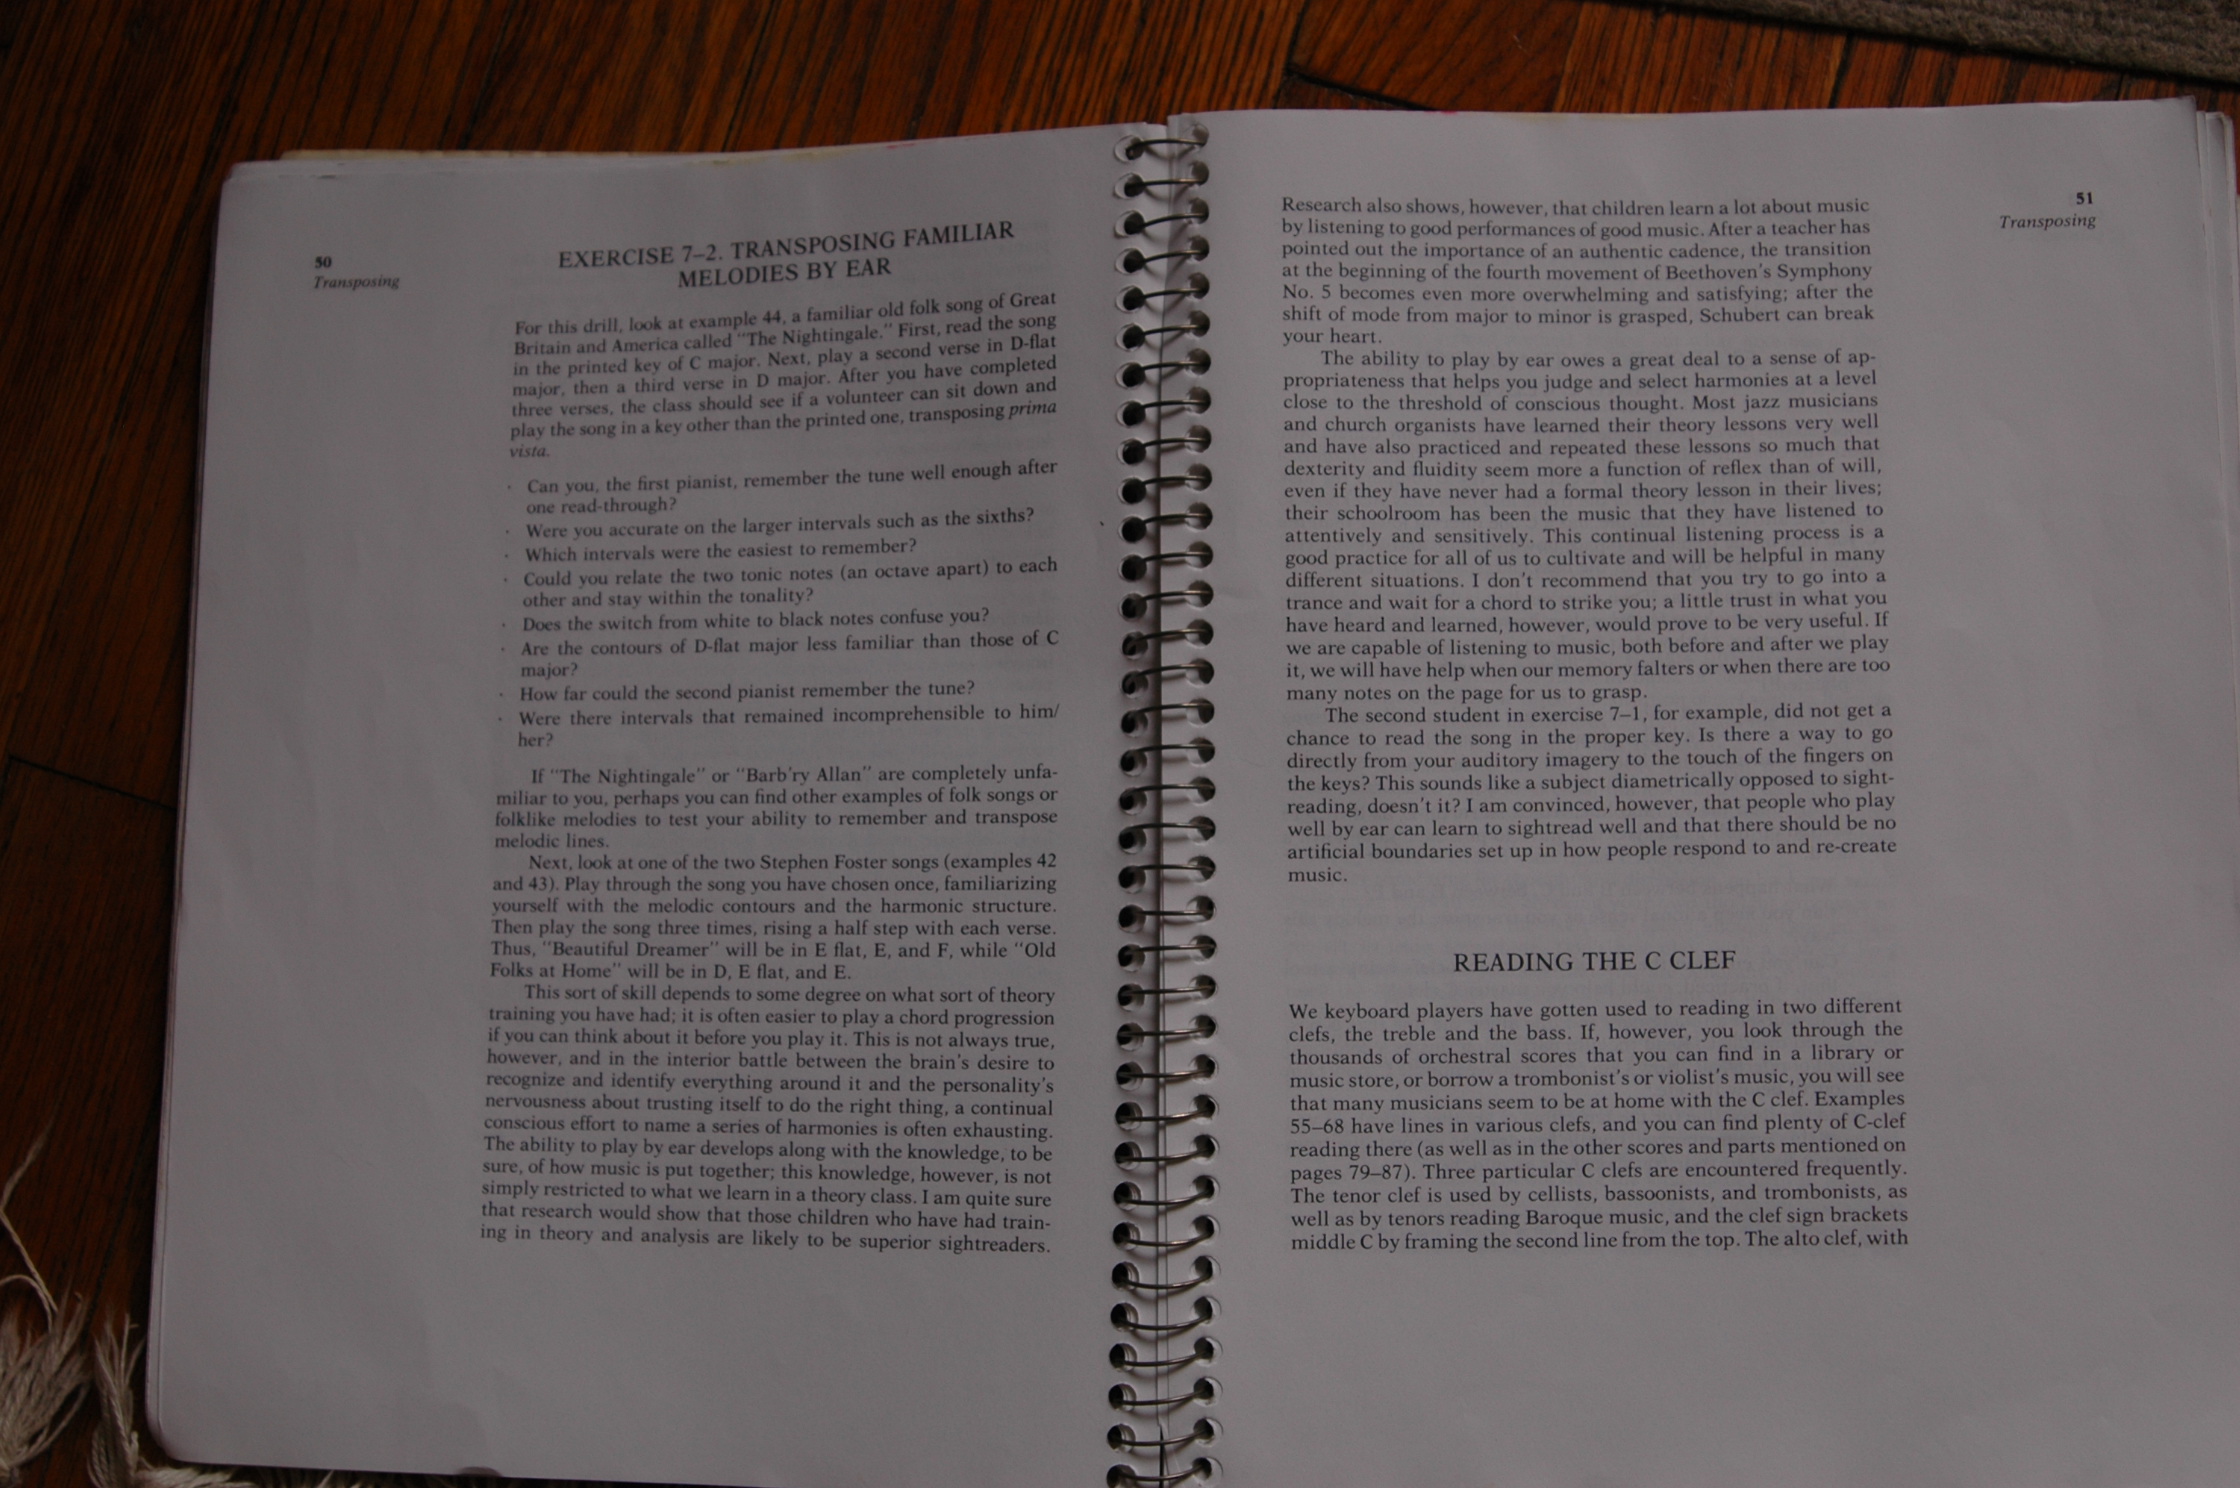 50
Transposing
EXERCISE 7–2. TRANSPOSING FAMILIAR
MELODIES BY EAR
For this drill, look at example 44, a familiar old folk song of Great
Britain and America called "The Nightingale." First, read the song
in the printed key of C major. Next, play a second verse in D-flat
major, then a third verse in D major. After you have completed
three verses, the class should see if a volunteer can sit down and
play the song in a key other than the printed one, transposing prima
vista.
· Can you, the first pianist, remember the tune well enough after
one read-through?
· Were you accurate on the larger intervals such as the sixths?
· Which intervals were the easiest to remember?
· Could you relate the two tonic notes (an octave apart) to each
other and stay within the tonality?
· Does the switch from white to black notes confuse you?
· Are the contours of D-flat major less familiar than those of C
major?
· How far could the second pianist remember the tune?
· Were there intervals that remained incomprehensible to him/
her?
If "The Nightingale" or "Barb'ry Allan" are completely unfa-
miliar to you, perhaps you can find other examples of folk songs or
folklike melodies to test your ability to remember and transpose
melodic lines.
Next, look at one of the two Stephen Foster songs (examples 42
and 43). Play through the song you have chosen once, familiarizing
yourself with the melodic contours and the harmonic structure.
Then play the song three times, rising a half step with each verse.
Thus, "Beautiful Dreamer" will be in E flat, E, and F, while "Old
Folks at Home" will be in D, E flat, and E.
This sort of skill depends to some degree on what sort of theory
training you have had; it is often easier to play a chord progression
if you can think about it before you play it. This is not always true,
however, and in the interior battle between the brain's desire to
recognize and identify everything around it and the personality's
nervousness about trusting itself to do the right thing, a continual
conscious effort to name a series of harmonies is often exhausting.
The ability to play by ear develops along with the knowledge, to be
sure, of how music is put together; this knowledge, however, is not
simply restricted to what we learn in a theory class. I am quite sure
that research would show that those children who have had train-
ing in theory and analysis are likely to be superior sightreaders.
51
Transposing
Research also shows, however, that children learn a lot about music
by listening to good performances of good music. After a teacher has
pointed out the importance of an authentic cadence, the transition
at the beginning of the fourth movement of Beethoven's Symphony
No. 5 becomes even more overwhelming and satisfying; after the
shift of mode from major to minor is grasped, Schubert can break
your heart.
The ability to play by ear owes a great deal to a sense of ap-
propriateness that helps you judge and select harmonies at a level
close to the threshold of conscious thought. Most jazz musicians
and church organists have learned their theory lessons very well
and have also practiced and repeated these lessons so much that
dexterity and fluidity seem more a function of reflex than of will,
even if they have never had a formal theory lesson in their lives;
their schoolroom has been the music that they have listened to
attentively and sensitively. This continual listening process is a
good practice for all of us to cultivate and will be helpful in many
different situations. I don't recommend that you try to go into a
trance and wait for a chord to strike you; a little trust in what you
have heard and learned, however, would prove to be very useful. If
we are capable of listening to music, both before and after we play
it, we will have help when our memory falters or when there are too
many notes on the page for us to grasp.
The second student in exercise 7–1, for example, did not get a
chance to read the song in the proper key. Is there a way to go
directly from your auditory imagery to the touch of the fingers on
the keys? This sounds like a subject diametrically opposed to sight-
reading, doesn't it? I am convinced, however, that people who play
well by ear can learn to sightread well and that there should be no
artificial boundaries set up in how people respond to and re-create
music.
READING THE C CLEF
We keyboard players have gotten used to reading in two different
clefs, the treble and the bass. If, however, you look through the
thousands of orchestral scores that you can find in a library or
music store, or borrow a trombonist's or violist's music, you will see
that many musicians seem to be at home with the C clef. Examples
55–68 have lines in various clefs, and you can find plenty of C-clef
reading there (as well as in the other scores and parts mentioned on
pages 79–87). Three particular C clefs are encountered frequently.
The tenor clef is used by cellists, bassoonists, and trombonists, as
well as by tenors reading Baroque music, and the clef sign brackets
middle C by framing the second line from the top. The alto clef, with